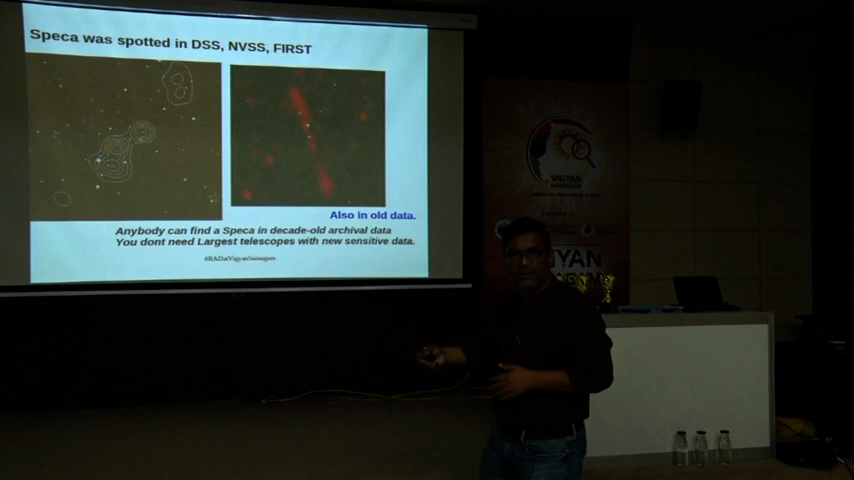 Speca was spotted in DSS, NVSS, FIRST
Also in old data.
Anybody can find a Speca in decade-old archival data
You dont need Largest telescopes with new sensitive data.
#RADatVigyanSamagam
VIGYAN
SAMAGAM